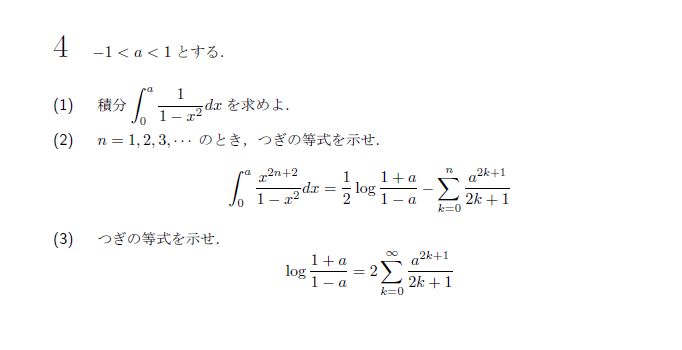 4 −1 < a < 1 とする.
(1) 積分 \int_0^a \frac{1}{1-x^2}dx を求めよ.
(2) n = 1, 2, 3, ⋯ のとき, つぎの等式を示せ.
\int_0^a \frac{x^{2n+2}}{1-x^2}dx = \frac{1}{2}\log\frac{1+a}{1-a} - \sum_{k=0}^{n}\frac{a^{2k+1}}{2k+1}
(3) つぎの等式を示せ.
\log\frac{1+a}{1-a} = 2\sum_{k=0}^{\infty}\frac{a^{2k+1}}{2k+1}